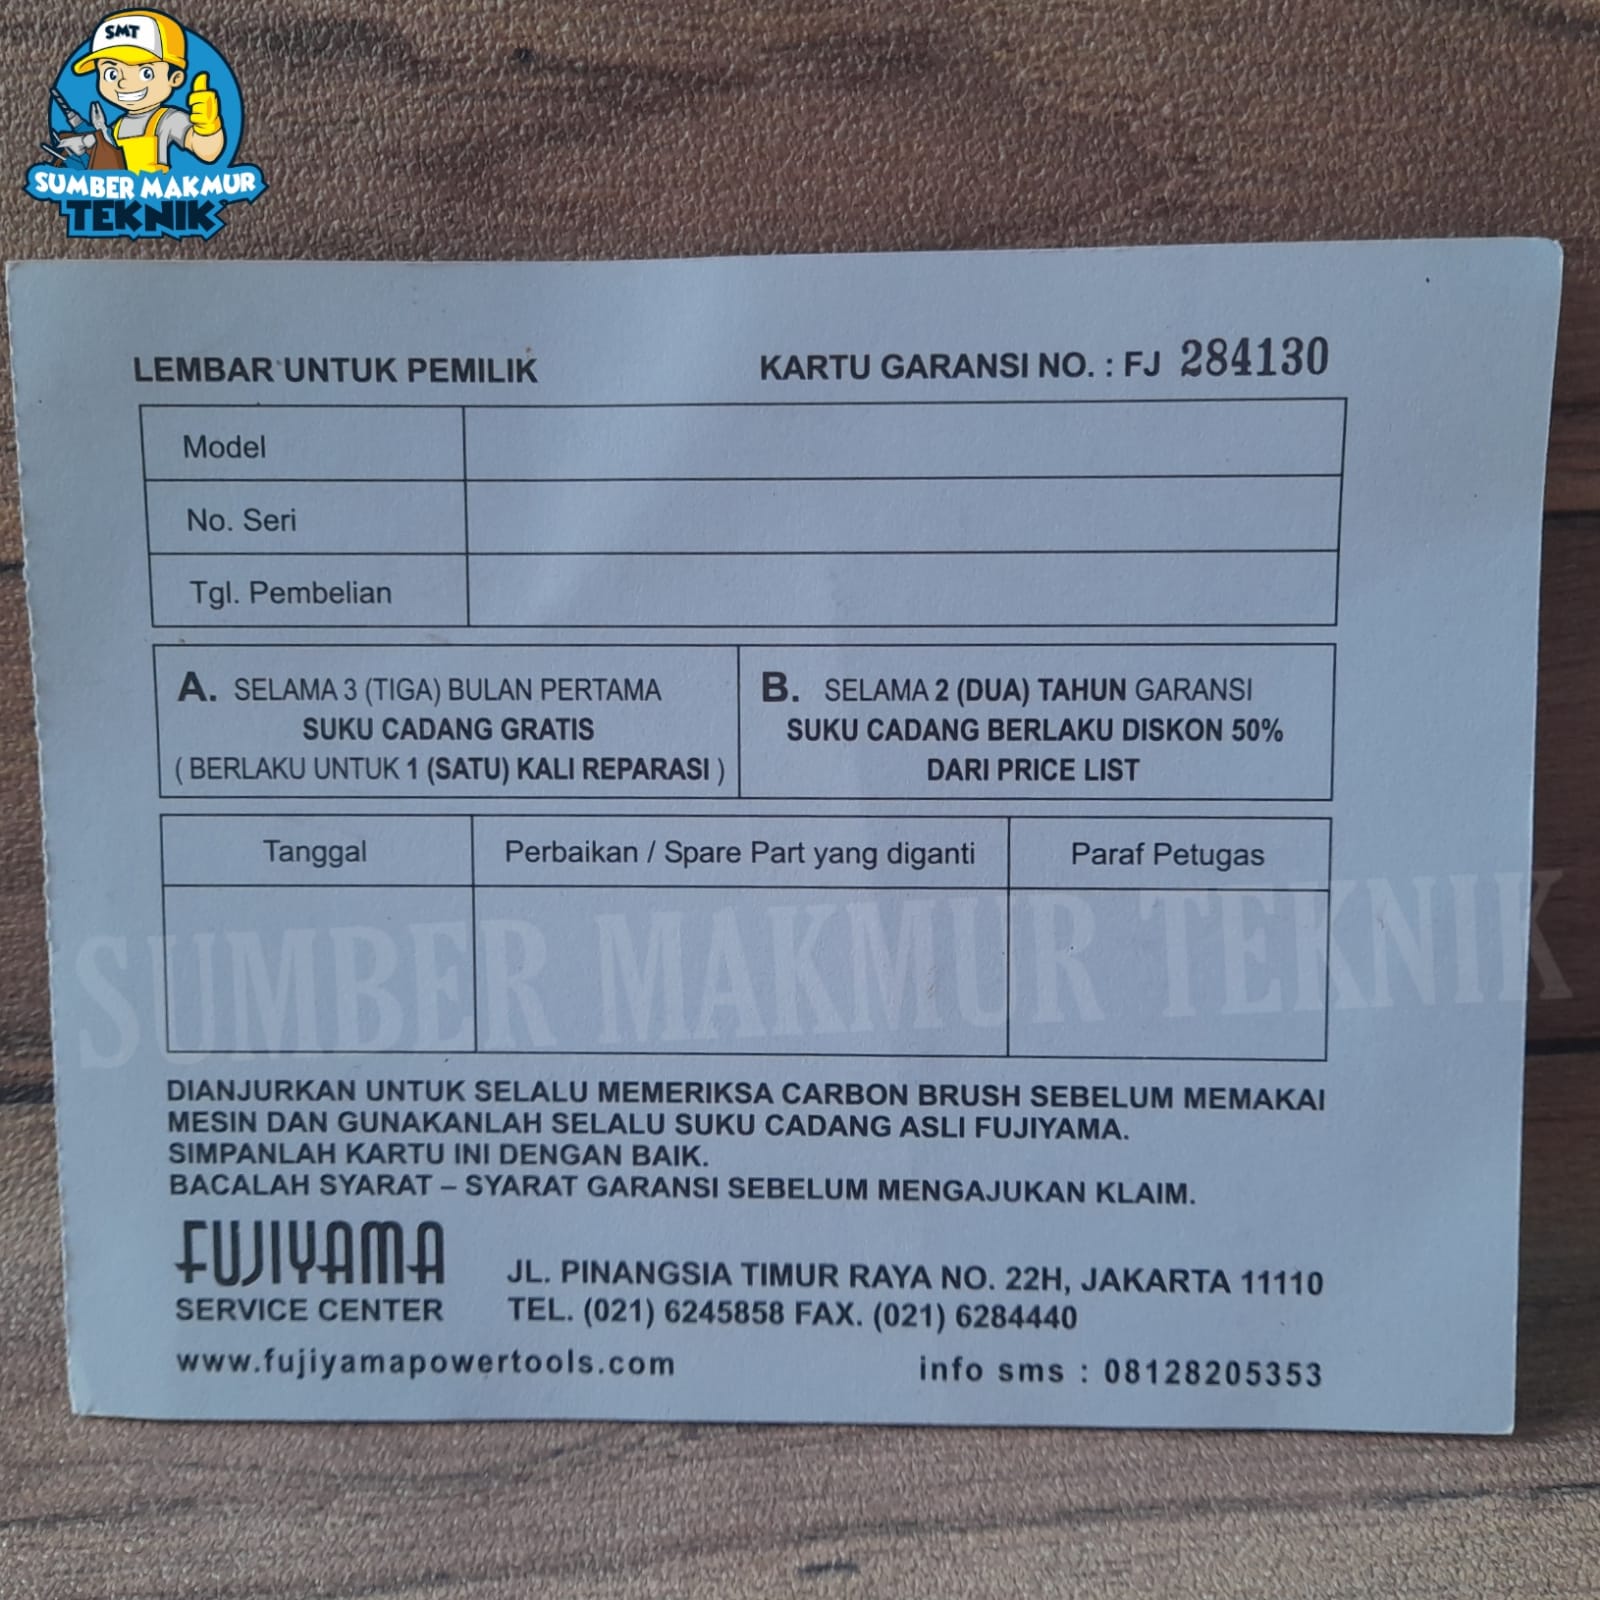 SMT
SUMBER MAKMUR
TEKNIK
LEMBAR UNTUK PEMILIK
KARTU GARANSI NO. : FJ 284130
Model
No. Seri
Tgl. Pembelian
A. SELAMA 3 (TIGA) BULAN PERTAMA
SUKU CADANG GRATIS
( BERLAKU UNTUK 1 (SATU) KALI REPARASI )
B. SELAMA 2 (DUA) TAHUN GARANSI
SUKU CADANG BERLAKU DISKON 50%
DARI PRICE LIST
Tanggal
Perbaikan / Spare Part yang diganti
Paraf Petugas
SUMBER MAKMUR TEKNIK
DIANJURKAN UNTUK SELALU MEMERIKSA CARBON BRUSH SEBELUM MEMAKAI
MESIN DAN GUNAKANLAH SELALU SUKU CADANG ASLI FUJIYAMA.
SIMPANLAH KARTU INI DENGAN BAIK.
BACALAH SYARAT – SYARAT GARANSI SEBELUM MENGAJUKAN KLAIM.
FUJIYAMA
SERVICE CENTER
JL. PINANGSIA TIMUR RAYA NO. 22H, JAKARTA 11110
TEL. (021) 6245858 FAX. (021) 6284440
www.fujiyamapowertools.com
info sms : 08128205353